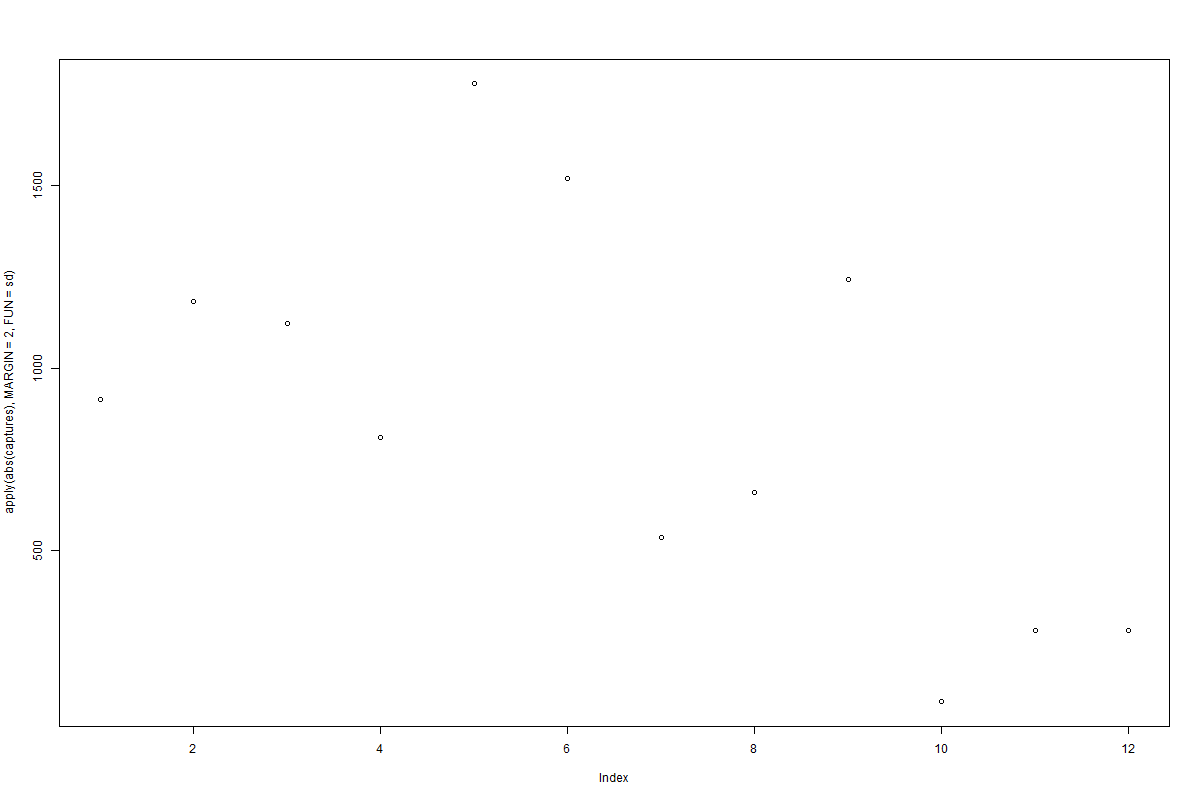 apply(abs(captures), MARGIN = 2, FUN = sd)
1500
1000
500
2 4 6 8 10 12
Index